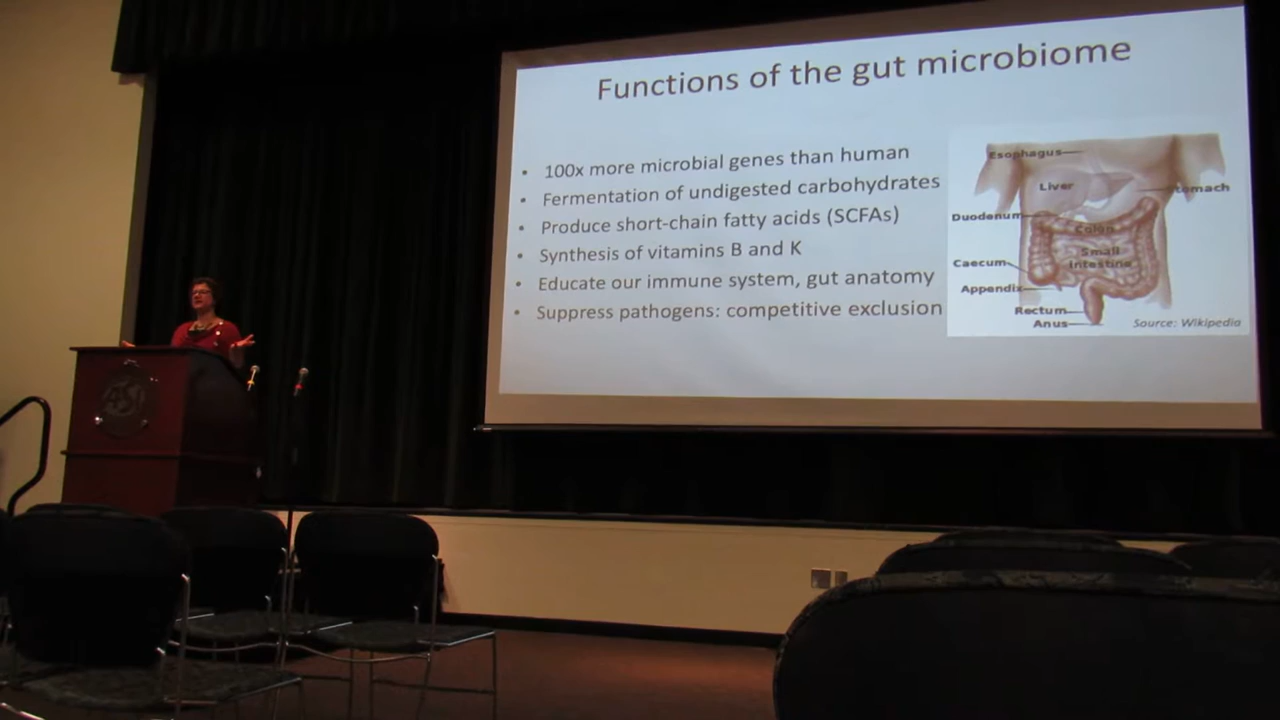 Functions of the gut microbiome
• 100x more microbial genes than human
• Fermentation of undigested carbohydrates
• Produce short-chain fatty acids (SCFAs)
• Synthesis of vitamins B and K
• Educate our immune system, gut anatomy
• Suppress pathogens: competitive exclusion
Esophagus
Liver
Stomach
Duodenum
Colon
Small
Intestine
Caecum
Appendix
Rectum
Anus
Source: Wikipedia